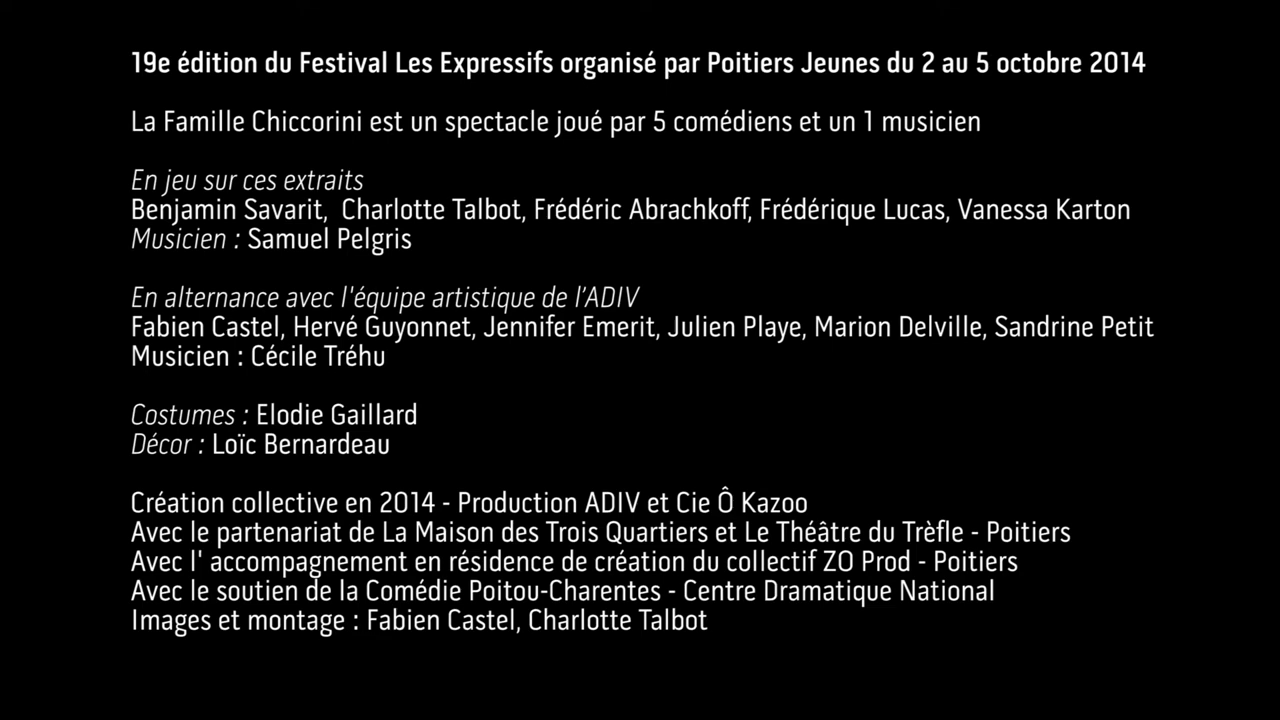 19e édition du Festival Les Expressifs organisé par Poitiers Jeunes du 2 au 5 octobre 2014
La Famille Chiccorini est un spectacle joué par 5 comédiens et un 1 musicien
En jeu sur ces extraits
Benjamin Savarit,  Charlotte Talbot, Frédéric Abrachkoff, Frédérique Lucas, Vanessa Karton
Musicien : Samuel Pelgris
En alternance avec l'équipe artistique de l’ADIV
Fabien Castel, Hervé Guyonnet, Jennifer Emerit, Julien Playe, Marion Delville, Sandrine Petit
Musicien : Cécile Tréhu
Costumes : Elodie Gaillard
Décor : Loïc Bernardeau
Création collective en 2014 - Production ADIV et Cie Ô Kazoo
Avec le partenariat de La Maison des Trois Quartiers et Le Théâtre du Trèfle - Poitiers
Avec l' accompagnement en résidence de création du collectif ZO Prod - Poitiers
Avec le soutien de la Comédie Poitou-Charentes - Centre Dramatique National
Images et montage : Fabien Castel, Charlotte Talbot